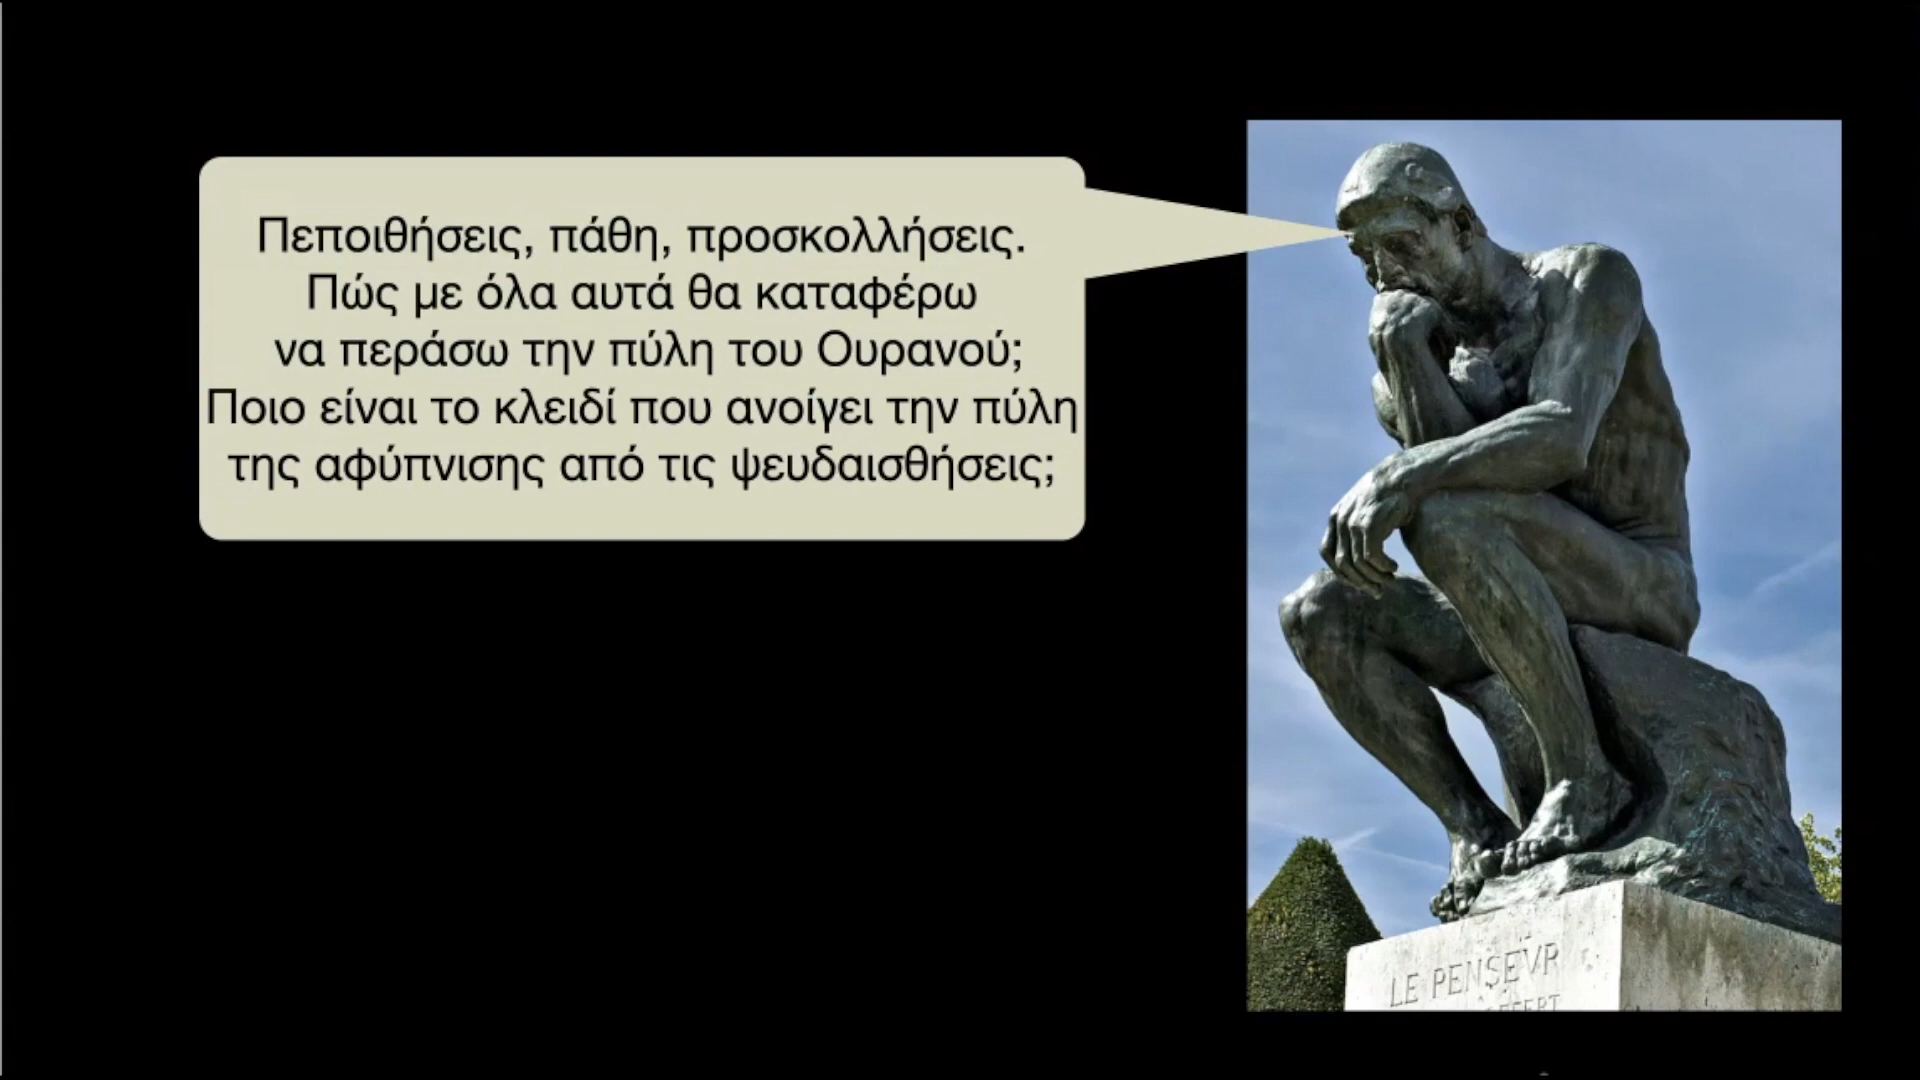 Πεποιθήσεις, πάθη, προσκολλήσεις.
Πώς με όλα αυτά θα καταφέρω
να περάσω την πύλη του Ουρανού;
Ποιο είναι το κλειδί που ανοίγει την πύλη
της αφύπνισης από τις ψευδαισθήσεις;
LE PENSEVR